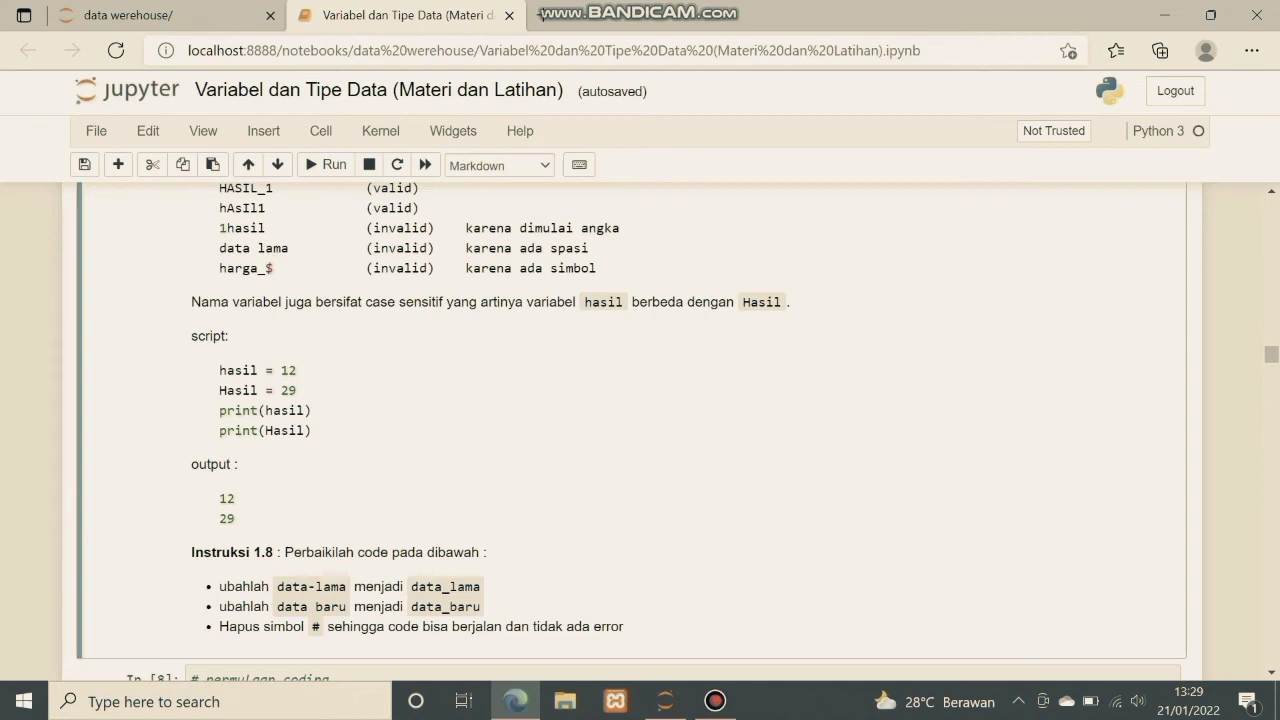 data werehouse/
Variabel dan Tipe Data (Materi d
www.BANDICAM.com
localhost:8888/notebooks/data%20werehouse/Variabel%20dan%20Tipe%20Data%20(Materi%20dan%20Latihan).ipynb
jupyter Variabel dan Tipe Data (Materi dan Latihan) (autosaved)
Logout
File Edit View Insert Cell Kernel Widgets Help
Not Trusted
Python 3
Run
Markdown
HASIL_1 (valid)
hAsIl1 (valid)
1hasil (invalid) karena dimulai angka
data lama (invalid) karena ada spasi
harga_$ (invalid) karena ada simbol
Nama variabel juga bersifat case sensitif yang artinya variabel hasil berbeda dengan Hasil.
script:
hasil = 12
Hasil = 29
print(hasil)
print(Hasil)
output :
12
29
Instruksi 1.8 : Perbaikilah code pada dibawah :
• ubahlah data-lama menjadi data_lama
• ubahlah data baru menjadi data_baru
• Hapus simbol # sehingga code bisa berjalan dan tidak ada error
In [8]: # permulaan coding
Type here to search
28°C Berawan
13:29
21/01/2022
1